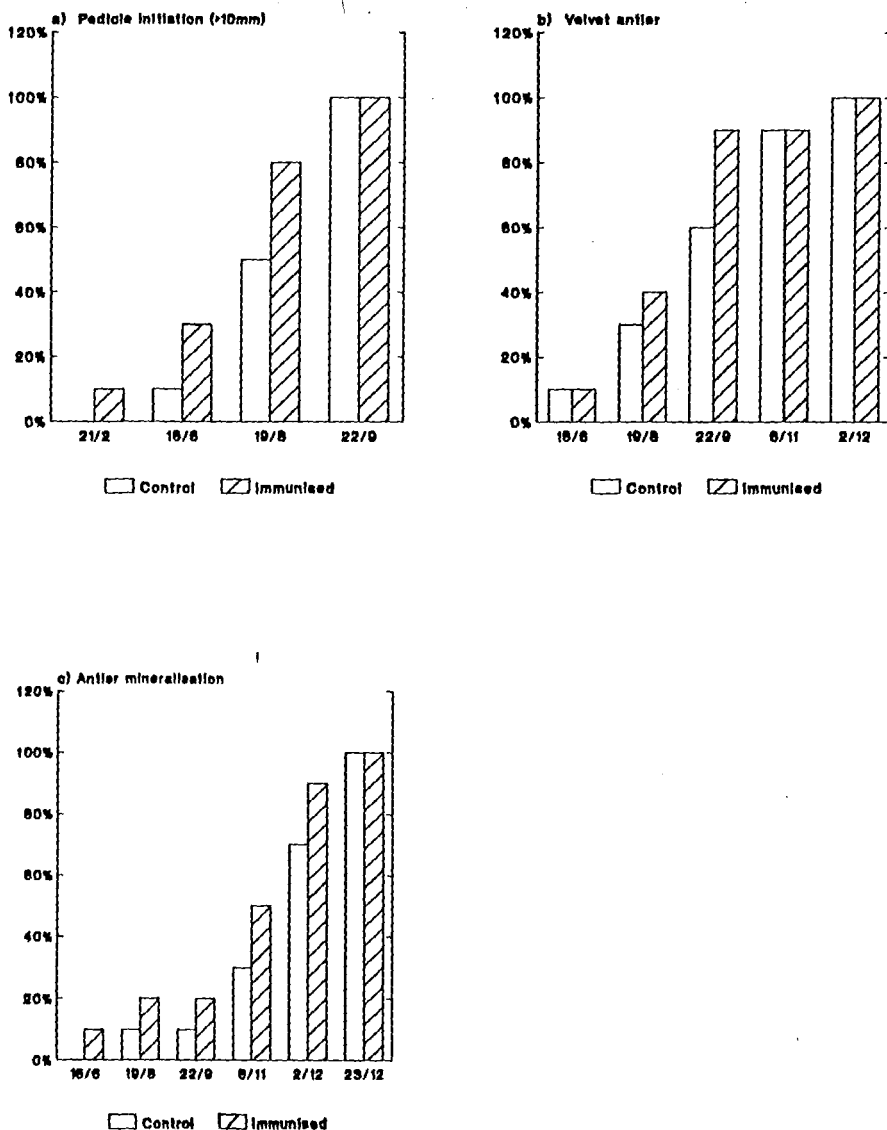 a) Pedicle initiation (>10mm)
120%
100%
80%
60%
40%
20%
0%
21/2 16/6 19/8 22/9
Control Immunised
b) Velvet antler
120%
100%
80%
60%
40%
20%
0%
16/6 19/8 22/9 6/11 2/12
Control Immunised
c) Antler mineralisation
120%
100%
80%
60%
40%
20%
0%
16/6 19/8 22/9 6/11 2/12 23/12
Control Immunised